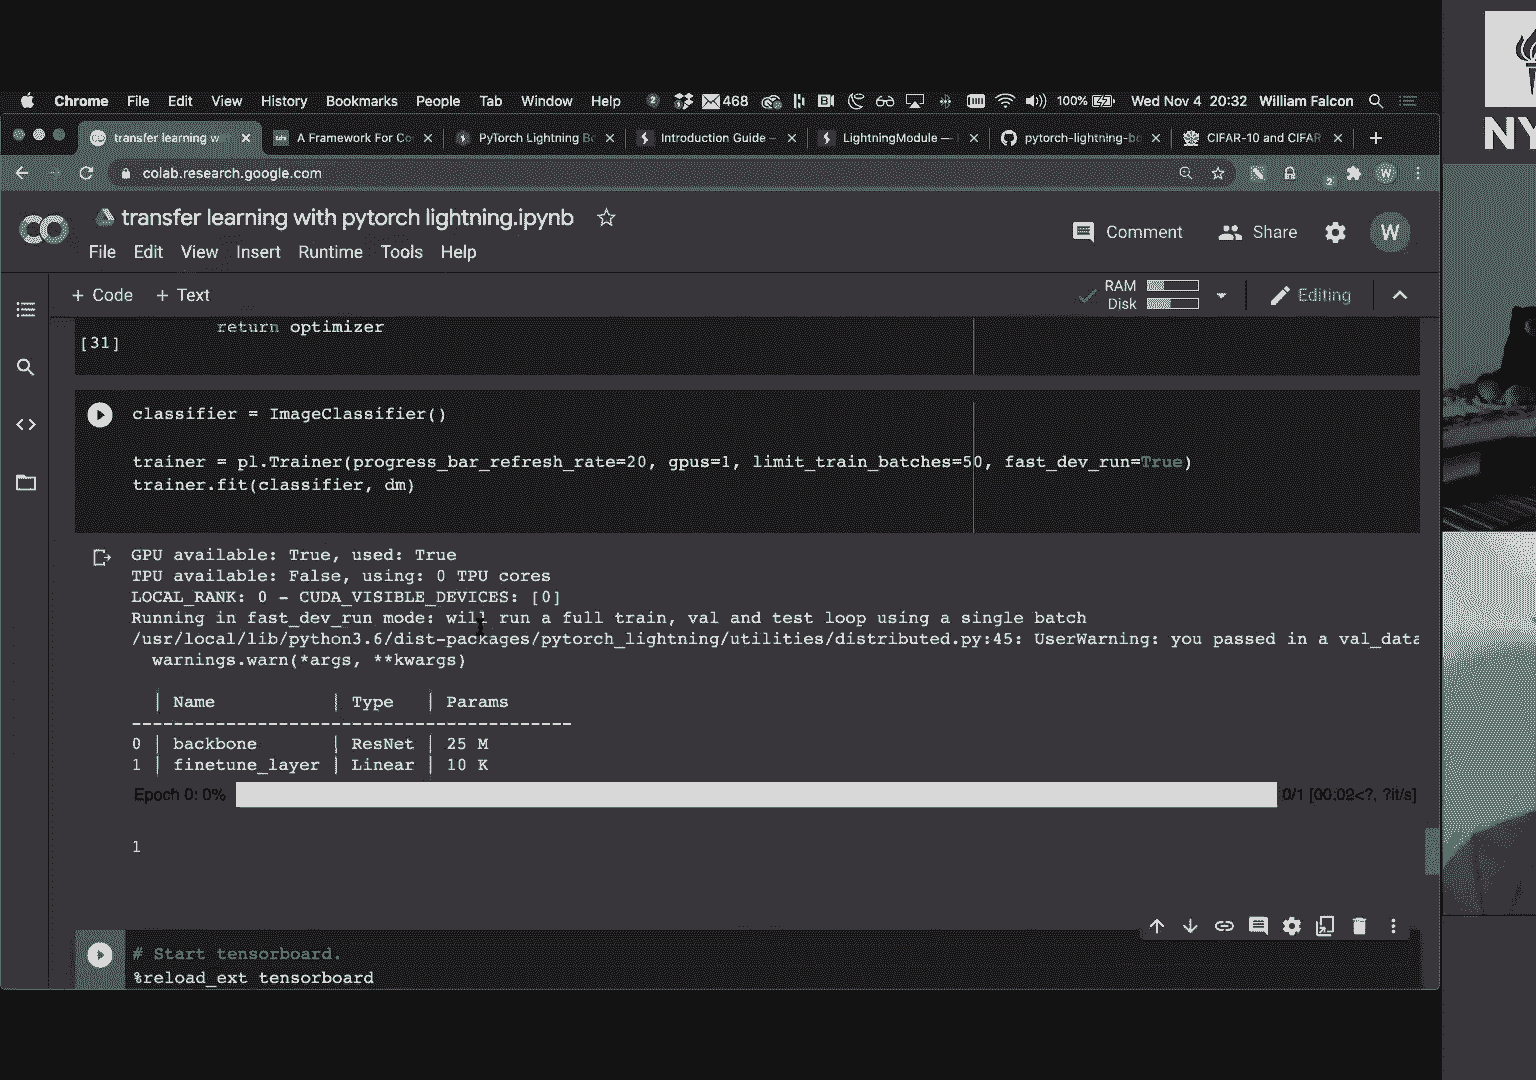 Chrome File Edit View History Bookmarks People Tab Window Help 2 468 100% Wed Nov 4 20:32 William Falcon
transfer learning w A Framework For Co PyTorch Lightning Bo Introduction Guide — LightningModule — pytorch-lightning-bo CIFAR-10 and CIFAR
colab.research.google.com 2 W
NY
transfer learning with pytorch lightning.ipynb
Comment Share W
File Edit View Insert Runtime Tools Help
+ Code + Text RAM Editing
Disk
return optimizer
[31]
classifier = ImageClassifier()
trainer = pl.Trainer(progress_bar_refresh_rate=20, gpus=1, limit_train_batches=50, fast_dev_run=True)
trainer.fit(classifier, dm)
GPU available: True, used: True
TPU available: False, using: 0 TPU cores
LOCAL_RANK: 0 - CUDA_VISIBLE_DEVICES: [0]
Running in fast_dev_run mode: will run a full train, val and test loop using a single batch
/usr/local/lib/python3.6/dist-packages/pytorch_lightning/utilities/distributed.py:45: UserWarning: you passed in a val_data
warnings.warn(*args, **kwargs)
| Name | Type | Params
----------------------------------------
0 | backbone | ResNet | 25 M
1 | finetune_layer | Linear | 10 K
Epoch 0: 0% 0/1 [00:02<?, ?it/s]
1
# Start tensorboard.
%reload_ext tensorboard